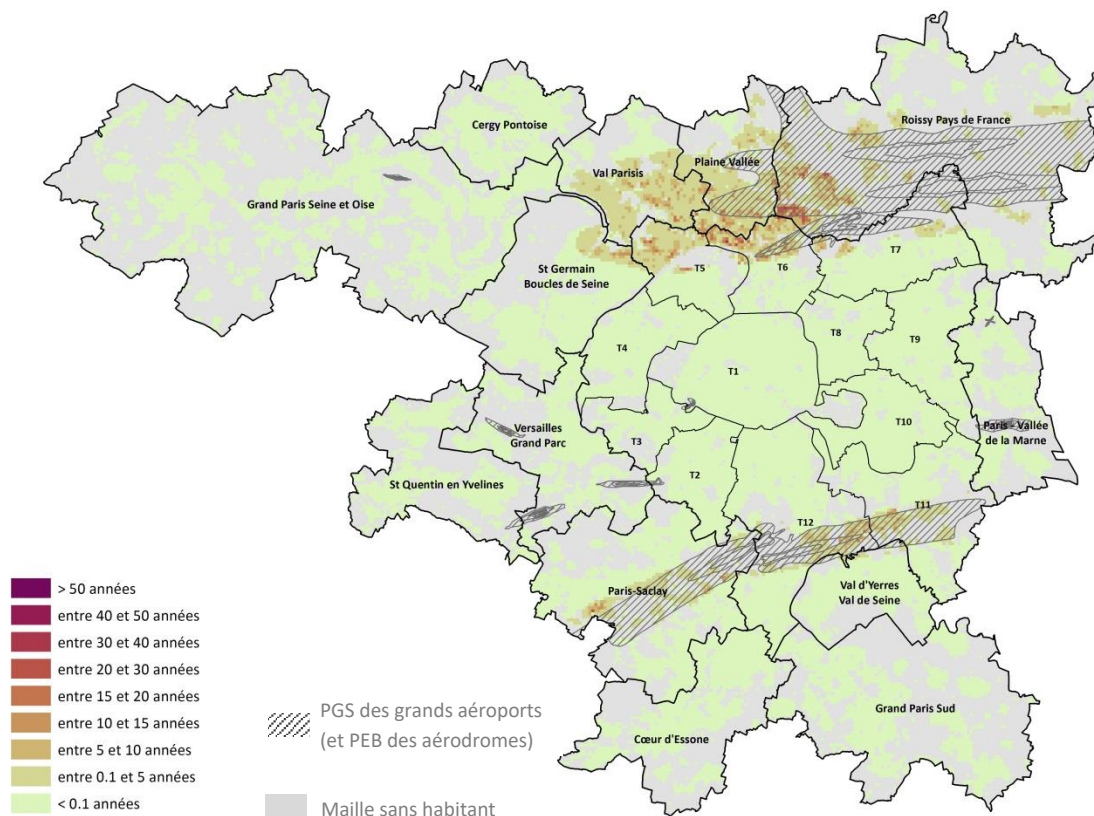 Roissy Pays de France
Cergy Pontoise
Plaine Vallée
Val Parisis
Grand Paris Seine et Oise
T7
T5
T6
St Germain
Boucles de Seine
T8
T9
T4
T1
T10
Versailles
Grand Parc
T3
Paris - Vallée
de la Marne
T2
St Quentin en Yvelines
T11
T12
Paris-Saclay
Val d'Yerres
Val de Seine
Grand Paris Sud
Cœur d'Essone
> 50 années
entre 40 et 50 années
entre 30 et 40 années
entre 20 et 30 années
entre 15 et 20 années
entre 10 et 15 années
entre 5 et 10 années
entre 0.1 et 5 années
< 0.1 années
PGS des grands aéroports
(et PEB des aérodromes)
Maille sans habitant